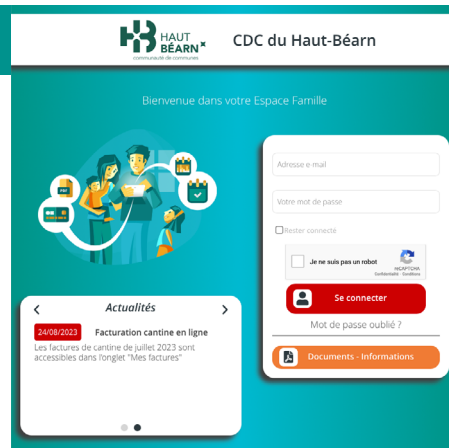 HAUT
BÉARN
communauté de communes
CDC du Haut-Béarn
Bienvenue dans votre Espace Famille
PDF
Adresse e-mail
Votre mot de passe
Rester connecté
Je ne suis pas un robot
reCAPTCHA
Confidentialité - Conditions
Se connecter
Mot de passe oublié ?
Documents - Informations
Actualités
24/08/2023 Facturation cantine en ligne
Les factures de cantine de juillet 2023 sont
accessibles dans l'onglet "Mes factures"